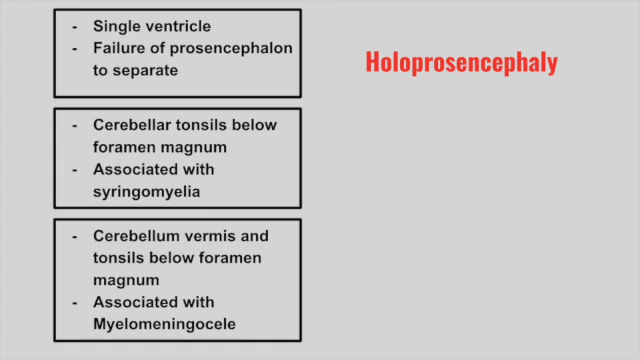 - Single ventricle
- Failure of prosencephalon
to separate
Holoprosencephaly
- Cerebellar tonsils below
foramen magnum
- Associated with
syringomyelia
- Cerebellum vermis and
tonsils below foramen
magnum
- Associated with
Myelomeningocele